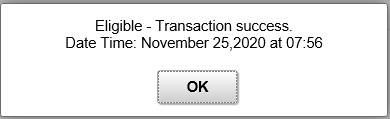 Eligible - Transaction success.
Date Time: November 25,2020 at 07:56
OK